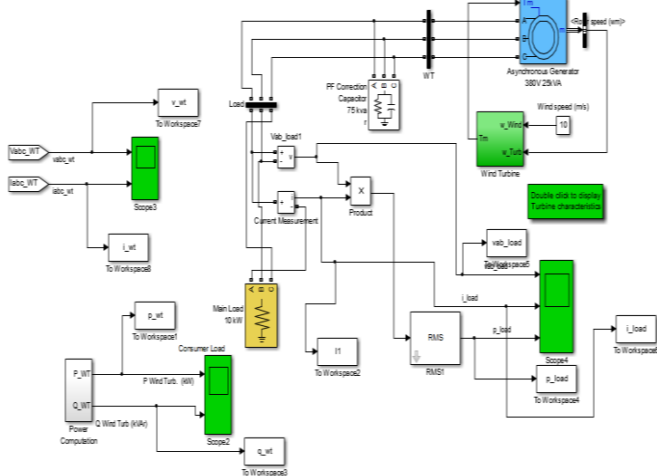 <Rotor speed (wm)>
Tm
A
B
C
m
Asynchronous Generator
380V 25kVA
WT
A B C
PF Correction
Capacitor
75 kva
r
Load
Wind speed (m/s)
10
w_Wind
Tm
w_Turb
Wind Turbine
Double click to display
Turbine characteristics
v_wt
To Workspace7
Vabc_WT
vabc_wt
Iabc_WT
iabc_wt
Scope3
i_wt
To Workspace8
Vab_load1
+
-
v
+
-
i
Current Measurement
X
Product
vab_load
To Workspace5
i_load
p_load
Scope4
i_load
A B C
Main Load
10 kW
I1
To Workspace2
RMS
RMS1
p_load
To Workspace4
p_wt
To Workspace1
Consumer Load
P_WT
P Wind Turb. (kW)
Q_WT
Q Wind Turb (kVAr)
Power
Computation
Scope2
q_wt
To Workspace3